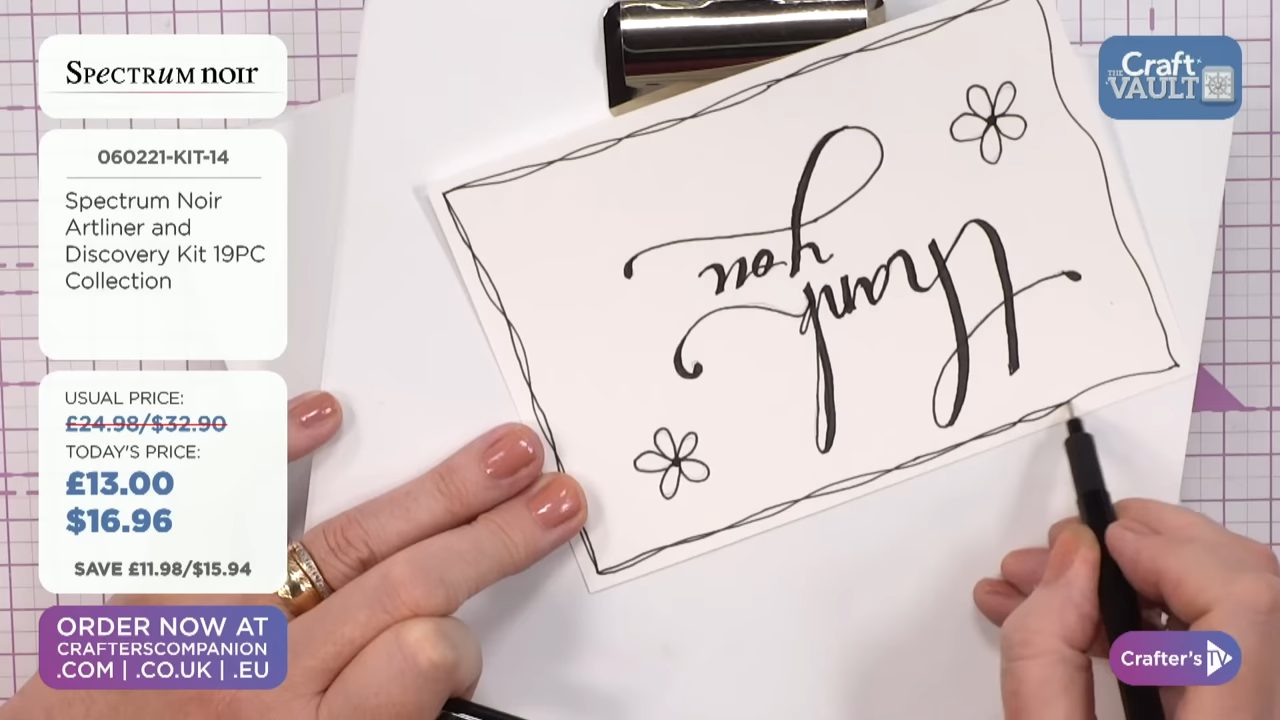 SPECTRUM NOIR
060221-KIT-14
Spectrum Noir
Artliner and
Discovery Kit 19PC
Collection
USUAL PRICE:
£24.98/$32.90
TODAY'S PRICE:
£13.00
$16.96
SAVE £11.98/$15.94
ORDER NOW AT
CRAFTERSCOMPANION
.COM | .CO.UK | .EU
THE Craft
VAULT
thank
you
Crafter's TV